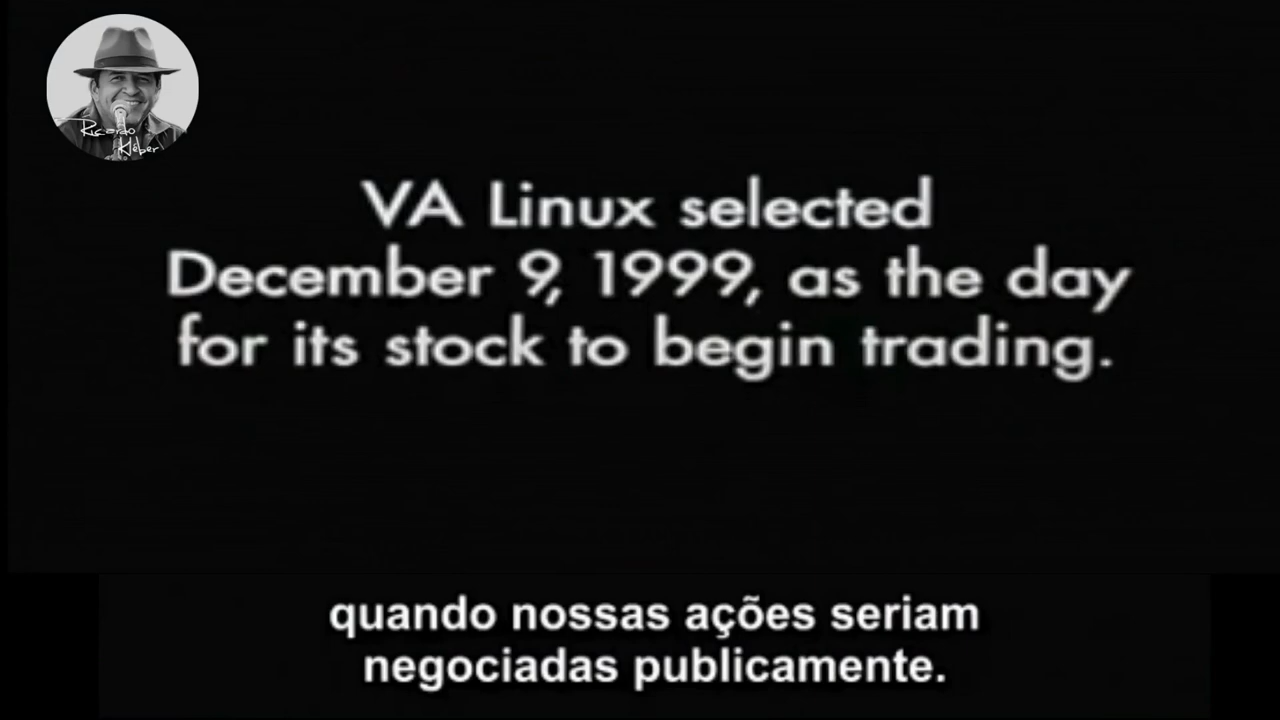 Ricardo
Kléber
VA Linux selected
December 9, 1999, as the day
for its stock to begin trading.
quando nossas ações seriam
negociadas publicamente.